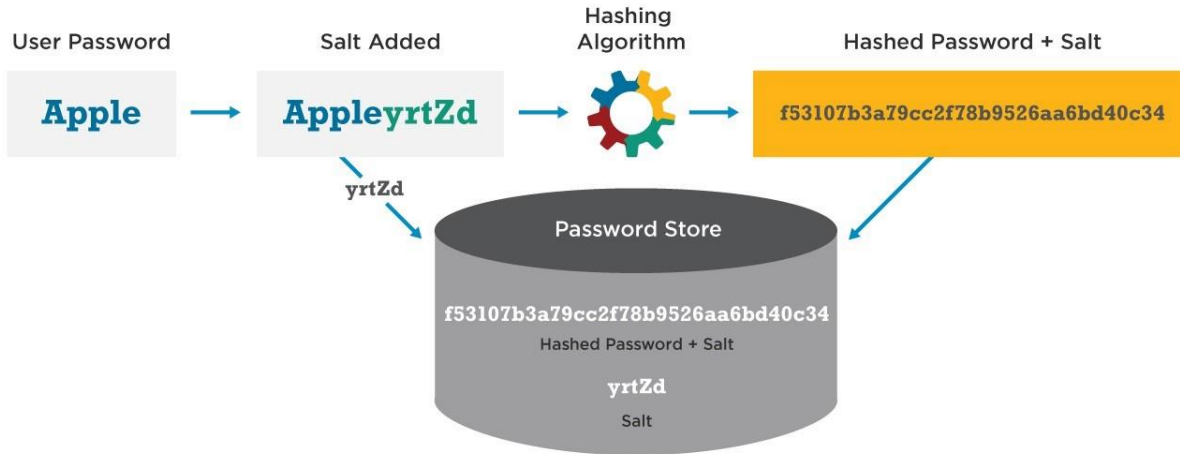 User Password
Salt Added
Hashing
Algorithm
Hashed Password + Salt
Apple
AppleyrtZd
f53107b3a79cc2f78b9526aa6bd40c34
yrtZd
Password Store
f53107b3a79cc2f78b9526aa6bd40c34
Hashed Password + Salt
yrtZd
Salt